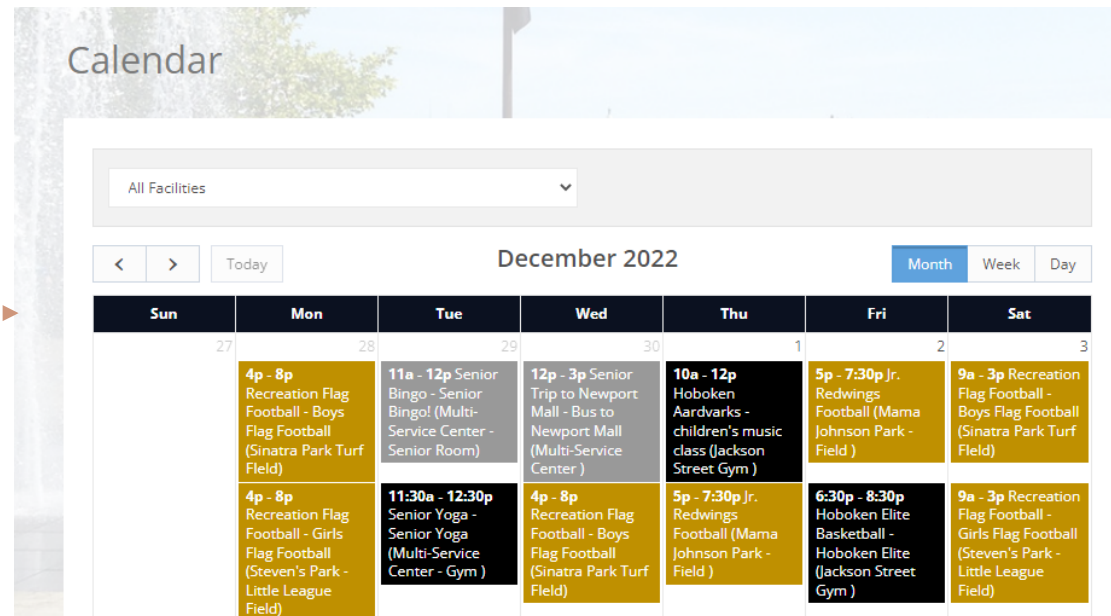 Calendar
All Facilities
Today
December 2022
Month Week Day
Sun Mon Tue Wed Thu Fri Sat
27 28 29 30 1 2 3
4p - 8p
Recreation Flag
Football - Boys
Flag Football
(Sinatra Park Turf
FIeld)
11a - 12p Senior
Bingo - Senior
Bingo! (Multi-
Service Center -
Senior Room)
12p - 3p Senior
Trip to Newport
Mall - Bus to
Newport Mall
(Multi-Service
Center )
10a - 12p
Hoboken
Aardvarks -
children's music
class (Jackson
Street Gym )
5p - 7:30p Jr.
Redwings
Football (Mama
Johnson Park -
Field )
9a - 3p Recreation
Flag Football -
Boys Flag Football
(Sinatra Park Turf
FIeld)
4p - 8p
Recreation Flag
Football - Girls
Flag Football
(Steven's Park -
Little League
Field)
11:30a - 12:30p
Senior Yoga -
Senior Yoga
(Multi-Service
Center - Gym )
4p - 8p
Recreation Flag
Football - Boys
Flag Football
(Sinatra Park Turf
FIeld)
5p - 7:30p Jr.
Redwings
Football (Mama
Johnson Park -
Field )
6:30p - 8:30p
Hoboken Elite
Basketball -
Hoboken Elite
(Jackson Street
Gym )
9a - 3p Recreation
Flag Football -
Girls Flag Football
(Steven's Park -
Little League
Field)